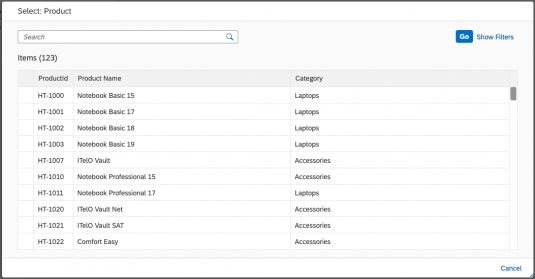 Select: Product
Search
Go Show Filters
Items (123)
ProductId Product Name Category
HT-1000 Notebook Basic 15 Laptops
HT-1001 Notebook Basic 17 Laptops
HT-1002 Notebook Basic 18 Laptops
HT-1003 Notebook Basic 19 Laptops
HT-1007 ITelO Vault Accessories
HT-1010 Notebook Professional 15 Accessories
HT-1011 Notebook Professional 17 Laptops
HT-1020 ITelO Vault Net Accessories
HT-1021 ITelO Vault SAT Accessories
HT-1022 Comfort Easy Accessories
Cancel